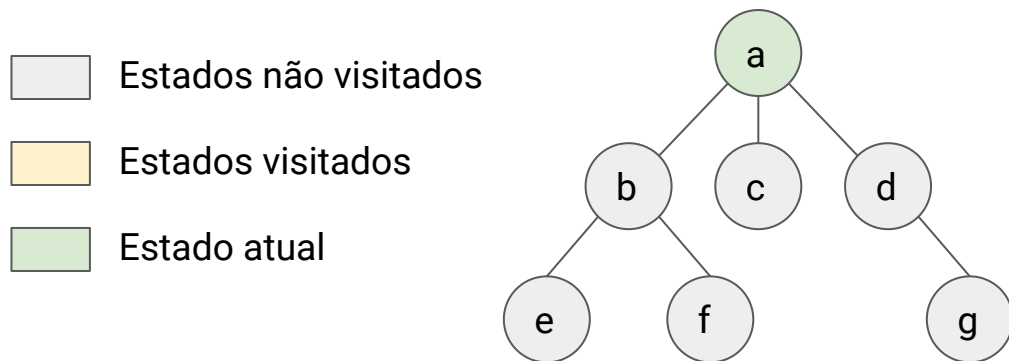 Estados não visitados
Estados visitados
Estado atual
a
b c d
e f g